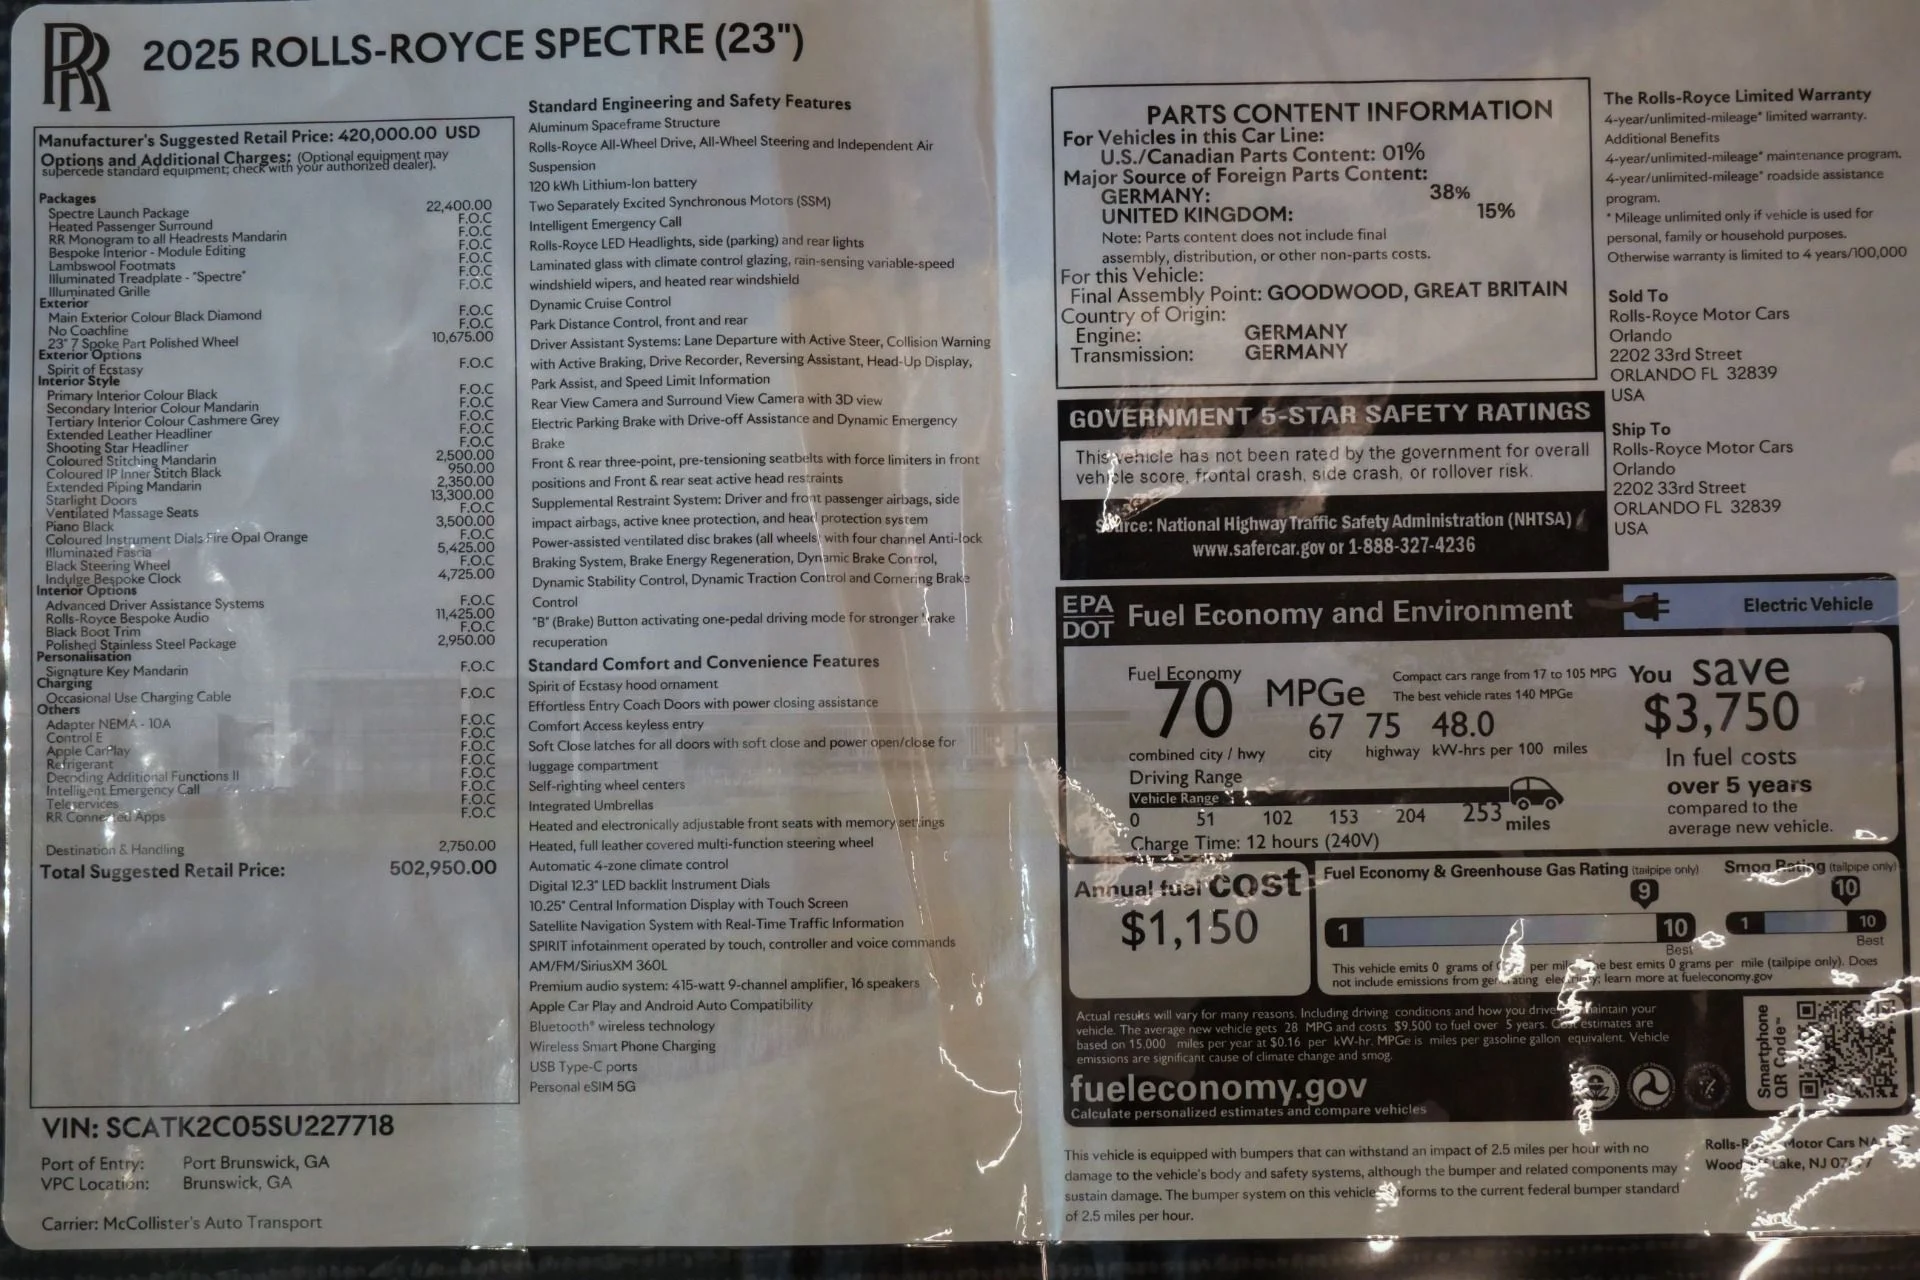 RR
2025 ROLLS-ROYCE SPECTRE (23")
Manufacturer's Suggested Retail Price: 420,000.00 USD
Options and Additional Charges: (Optional equipment may
supercede standard equipment; check with your authorized dealer).
Packages
Spectre Launch Package 22,400.00
Heated Passenger Surround F.O.C
RR Monogram to all Headrests Mandarin F.O.C
Bespoke Interior - Module Editing F.O.C
Lambswool Footmats F.O.C
Illuminated Treadplate - "Spectre" F.O.C
Illuminated Grille F.O.C
Exterior
Main Exterior Colour Black Diamond F.O.C
No Coachline F.O.C
23" 7 Spoke Part Polished Wheel 10,675.00
Exterior Options
Spirit of Ecstasy F.O.C
Interior Style
Primary Interior Colour Black F.O.C
Secondary Interior Colour Mandarin F.O.C
Tertiary Interior Colour Cashmere Grey F.O.C
Extended Leather Headliner F.O.C
Shooting Star Headliner F.O.C
Coloured Stitching Mandarin 2,500.00
Coloured IP Inner Stitch Black 950.00
Extended Piping Mandarin 2,350.00
Starlight Doors 13,300.00
Ventilated Massage Seats F.O.C
Piano Black 3,500.00
Coloured Instrument Dials Fire Opal Orange F.O.C
Illuminated Fascia 5,425.00
Black Steering Wheel F.O.C
Indulge Bespoke Clock 4,725.00
Interior Options
Advanced Driver Assistance Systems F.O.C
Rolls-Royce Bespoke Audio 11,425.00
Black Boot Trim F.O.C
Polished Stainless Steel Package 2,950.00
Personalisation
Signature Key Mandarin F.O.C
Charging
Occasional Use Charging Cable F.O.C
Others
Adapter NEMA - 10A F.O.C
Control E F.O.C
Apple CarPlay F.O.C
Refrigerant F.O.C
Decoding Additional Functions II F.O.C
Intelligent Emergency Call F.O.C
Teleservices F.O.C
RR Connected Apps F.O.C
Destination & Handling 2,750.00
Total Suggested Retail Price: 502,950.00
VIN: SCATK2C05SU227718
Port of Entry: Port Brunswick, GA
VPC Location: Brunswick, GA
Carrier: McCollister's Auto Transport
Standard Engineering and Safety Features
Aluminum Spaceframe Structure
Rolls-Royce All-Wheel Drive, All-Wheel Steering and Independent Air
Suspension
120 kWh Lithium-Ion battery
Two Separately Excited Synchronous Motors (SSM)
Intelligent Emergency Call
Rolls-Royce LED Headlights, side (parking) and rear lights
Laminated glass with climate control glazing, rain-sensing variable-speed
windshield wipers, and heated rear windshield
Dynamic Cruise Control
Park Distance Control, front and rear
Driver Assistant Systems: Lane Departure with Active Steer, Collision Warning
with Active Braking, Drive Recorder, Reversing Assistant, Head-Up Display,
Park Assist, and Speed Limit Information
Rear View Camera and Surround View Camera with 3D view
Electric Parking Brake with Drive-off Assistance and Dynamic Emergency
Brake
Front & rear three-point, pre-tensioning seatbelts with force limiters in front
positions and Front & rear seat active head restraints
Supplemental Restraint System: Driver and front passenger airbags, side
impact airbags, active knee protection, and head protection system
Power-assisted ventilated disc brakes (all wheels) with four channel Anti-lock
Braking System, Brake Energy Regeneration, Dynamic Brake Control,
Dynamic Stability Control, Dynamic Traction Control and Cornering Brake
Control
"B" (Brake) Button activating one-pedal driving mode for stronger brake
recuperation
Standard Comfort and Convenience Features
Spirit of Ecstasy hood ornament
Effortless Entry Coach Doors with power closing assistance
Comfort Access keyless entry
Soft Close latches for all doors with soft close and power open/close for
luggage compartment
Self-righting wheel centers
Integrated Umbrellas
Heated and electronically adjustable front seats with memory settings
Heated, full leather covered multi-function steering wheel
Automatic 4-zone climate control
Digital 12.3" LED backlit Instrument Dials
10.25" Central Information Display with Touch Screen
Satellite Navigation System with Real-Time Traffic Information
SPIRIT infotainment operated by touch, controller and voice commands
AM/FM/SiriusXM 360L
Premium audio system: 415-watt 9-channel amplifier, 16 speakers
Apple Car Play and Android Auto Compatibility
Bluetooth® wireless technology
Wireless Smart Phone Charging
USB Type-C ports
Personal eSIM 5G
PARTS CONTENT INFORMATION
For Vehicles in this Car Line:
U.S./Canadian Parts Content: 01%
Major Source of Foreign Parts Content:
GERMANY: 38%
UNITED KINGDOM: 15%
Note: Parts content does not include final
assembly, distribution, or other non-parts costs.
For this Vehicle:
Final Assembly Point: GOODWOOD, GREAT BRITAIN
Country of Origin:
Engine: GERMANY
Transmission: GERMANY
GOVERNMENT 5-STAR SAFETY RATINGS
This vehicle has not been rated by the government for overall
vehicle score, frontal crash, side crash, or rollover risk.
Source: National Highway Traffic Safety Administration (NHTSA)
www.safercar.gov or 1-888-327-4236
The Rolls-Royce Limited Warranty
4-year/unlimited-mileage* limited warranty.
Additional Benefits
4-year/unlimited-mileage* maintenance program.
4-year/unlimited-mileage* roadside assistance
program.
* Mileage unlimited only if vehicle is used for
personal, family or household purposes.
Otherwise warranty is limited to 4 years/100,000
Sold To
Rolls-Royce Motor Cars
Orlando
2202 33rd Street
ORLANDO FL 32839
USA
Ship To
Rolls-Royce Motor Cars
Orlando
2202 33rd Street
ORLANDO FL 32839
USA
EPA
DOT
Fuel Economy and Environment
Electric Vehicle
Fuel Economy
70 MPGe
Compact cars range from 17 to 105 MPG
The best vehicle rates 140 MPGe
67 75 48.0
combined city / hwy city highway kW-hrs per 100 miles
Driving Range
Vehicle Range
0 51 102 153 204 253 miles
Charge Time: 12 hours (240V)
You save
$3,750
In fuel costs
over 5 years
compared to the
average new vehicle.
Annual fuel cost
$1,150
Fuel Economy & Greenhouse Gas Rating (tailpipe only)
9
1 10
Best
Smog Rating (tailpipe only)
10
1 10
Best
This vehicle emits 0 grams of per mile. The best emits 0 grams per mile (tailpipe only). Does
not include emissions from generating electricity; learn more at fueleconomy.gov
Actual results will vary for many reasons. Including driving conditions and how you drive maintain your
vehicle. The average new vehicle gets 28 MPG and costs $9.500 to fuel over 5 years. Cost estimates are
based on 15.000 miles per year at $0.16 per kW-hr. MPGe is miles per gasoline gallon equivalent. Vehicle
emissions are significant cause of climate change and smog.
fueleconomy.gov
Calculate personalized estimates and compare vehicles
Smartphone
QR Code™
This vehicle is equipped with bumpers that can withstand an impact of 2.5 miles per hour with no
damage to the vehicle's body and safety systems, although the bumper and related components may
sustain damage. The bumper system on this vehicle conforms to the current federal bumper standard
of 2.5 miles per hour.
Motor Cars NA
Lake, NJ